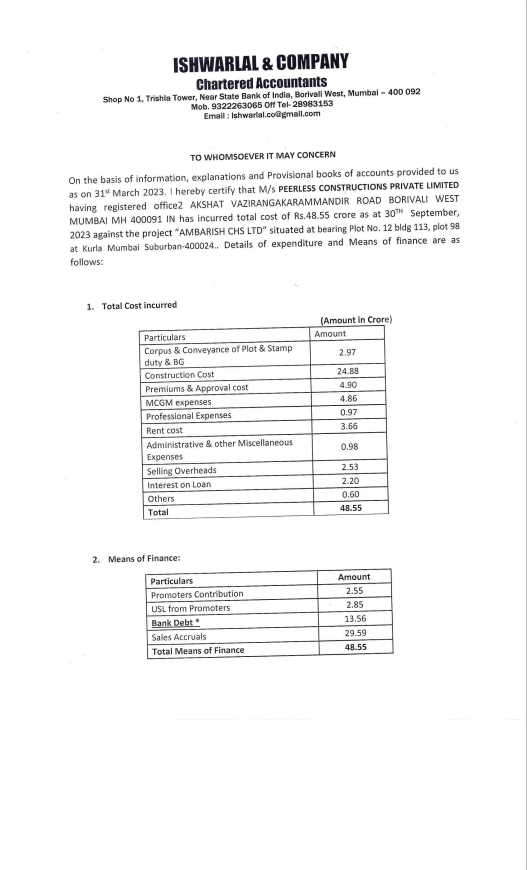 ISHWARLAL & COMPANY
Chartered Accountants
Shop No 1, Trishla Tower, Near State Bank of India, Borivali West, Mumbai – 400 092
Mob. 9322263065 Off Tel- 28983153
Email : Ishwarlal.co@gmail.com
TO WHOMSOEVER IT MAY CONCERN
On the basis of information, explanations and Provisional books of accounts provided to us
as on 31st March 2023. I hereby certify that M/s PEERLESS CONSTRUCTIONS PRIVATE LIMITED
having registered office2 AKSHAT VAZIRANGAKARAMMANDIR ROAD BORIVALI WEST
MUMBAI MH 400091 IN has incurred total cost of Rs.48.55 crore as at 30TH September,
2023 against the project "AMBARISH CHS LTD" situated at bearing Plot No. 12 bldg 113, plot 98
at Kurla Mumbai Suburban-400024.. Details of expenditure and Means of finance are as
follows:
1. Total Cost incurred
(Amount in Crore)
Particulars Amount
Corpus & Conveyance of Plot & Stamp
duty & BG 2.97
Construction Cost 24.88
Premiums & Approval cost 4.90
MCGM expenses 4.86
Professional Expenses 0.97
Rent cost 3.66
Administrative & other Miscellaneous
Expenses 0.98
Selling Overheads 2.53
Interest on Loan 2.20
Others 0.60
Total 48.55
2. Means of Finance:
Particulars Amount
Promoters Contribution 2.55
USL from Promoters 2.85
Bank Debt * 13.56
Sales Accruals 29.59
Total Means of Finance 48.55